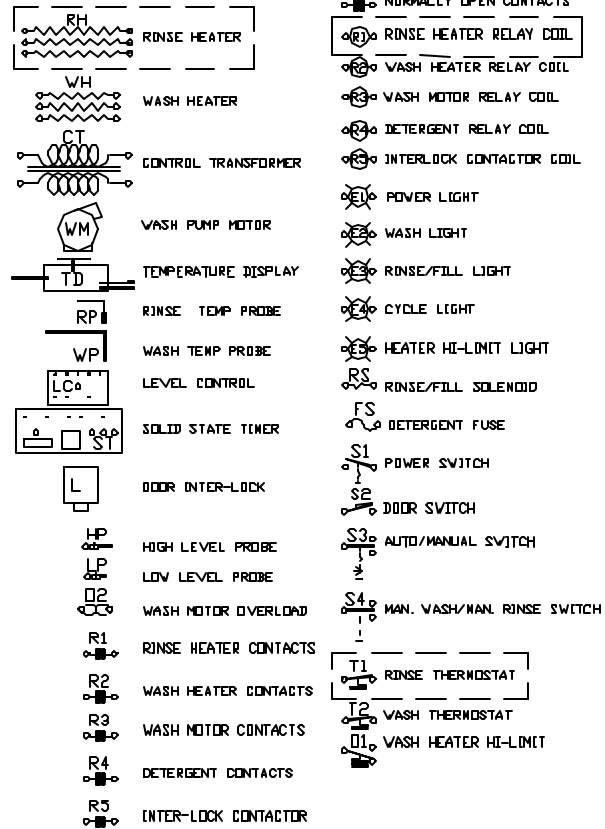 RH
RINSE HEATER
WH
WASH HEATER
CT
CONTROL TRANSFORMER
WM
WASH PUMP MOTOR
TD
TEMPERATURE DISPLAY
RP
RINSE TEMP PROBE
WP
WASH TEMP PROBE
LC
LEVEL CONTROL
ST
SOLID STATE TIMER
L
DOOR INTER-LOCK
HP
HIGH LEVEL PROBE
LP
LOW LEVEL PROBE
O2
WASH MOTOR OVERLOAD
R1
RINSE HEATER CONTACTS
R2
WASH HEATER CONTACTS
R3
WASH MOTOR CONTACTS
R4
DETERGENT CONTACTS
R5
INTER-LOCK CONTACTOR
NORMALLY OPEN CONTACTS
R1
RINSE HEATER RELAY COIL
R2
WASH HEATER RELAY COIL
R3
WASH MOTOR RELAY COIL
R4
DETERGENT RELAY COIL
R5
INTERLOCK CONTACTOR COIL
E1
POWER LIGHT
E2
WASH LIGHT
E3
RINSE/FILL LIGHT
E4
CYCLE LIGHT
E5
HEATER HI-LIMIT LIGHT
RS
RINSE/FILL SOLENOID
FS
DETERGENT FUSE
S1
POWER SWITCH
S2
DOOR SWITCH
S3
AUTO/MANUAL SWITCH
S4
MAN. WASH/MAN. RINSE SWITCH
T1
RINSE THERMOSTAT
T2
WASH THERMOSTAT
O1
WASH HEATER HI-LIMIT